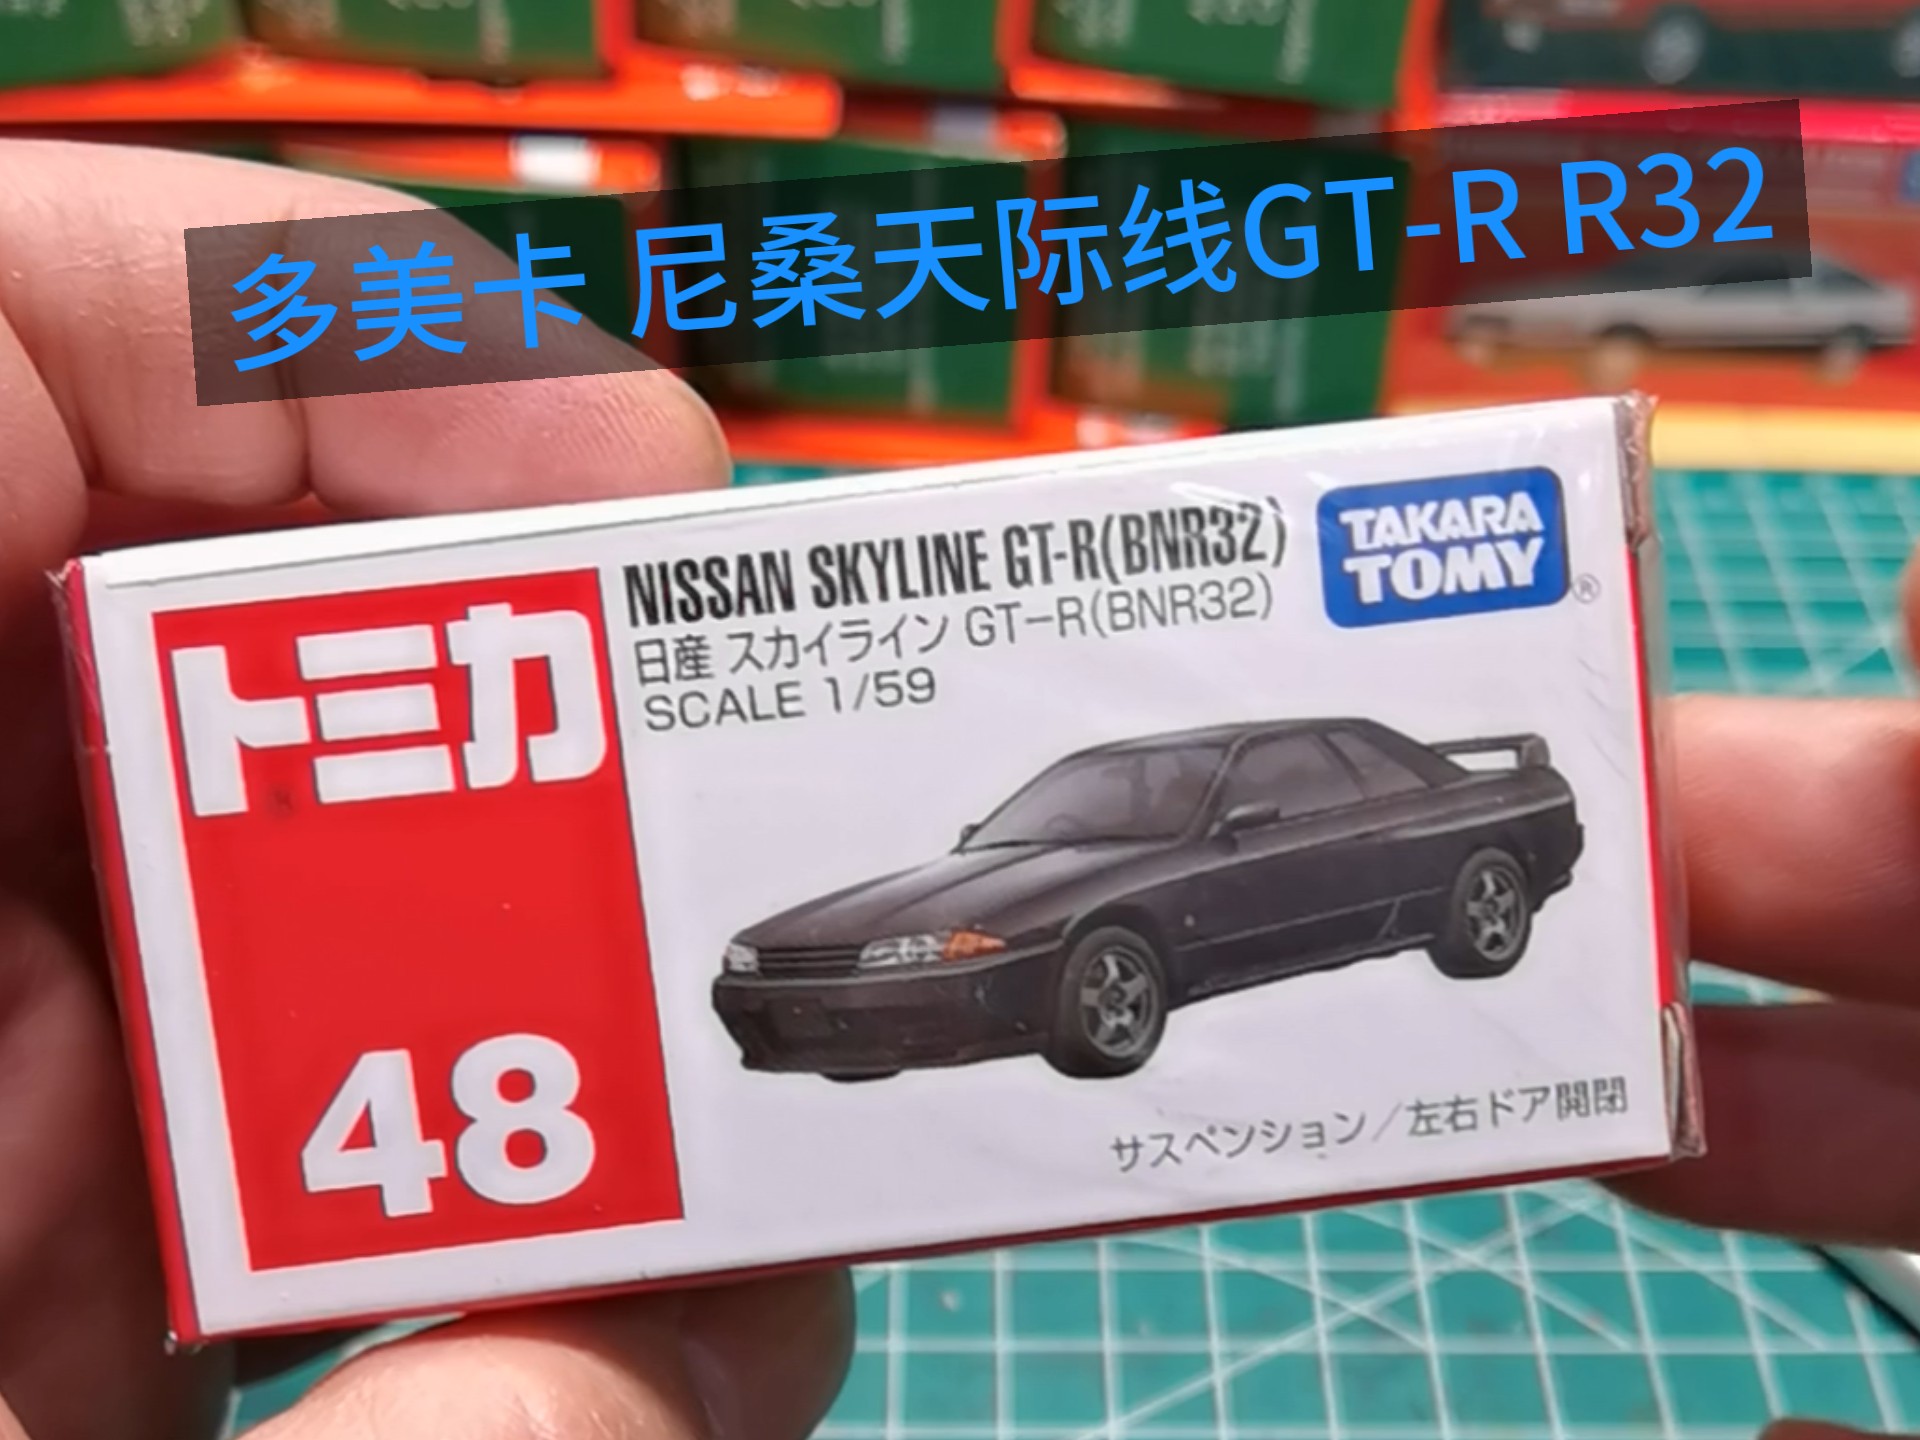 多美卡 尼桑天际线GT-R R32
NISSAN SKYLINE GT-R(BNR32)
日産 スカイライン GT-R(BNR32)
SCALE 1/59
TAKARA
TOMY
®
トミカ
48
サスペンション/左右ドア開閉